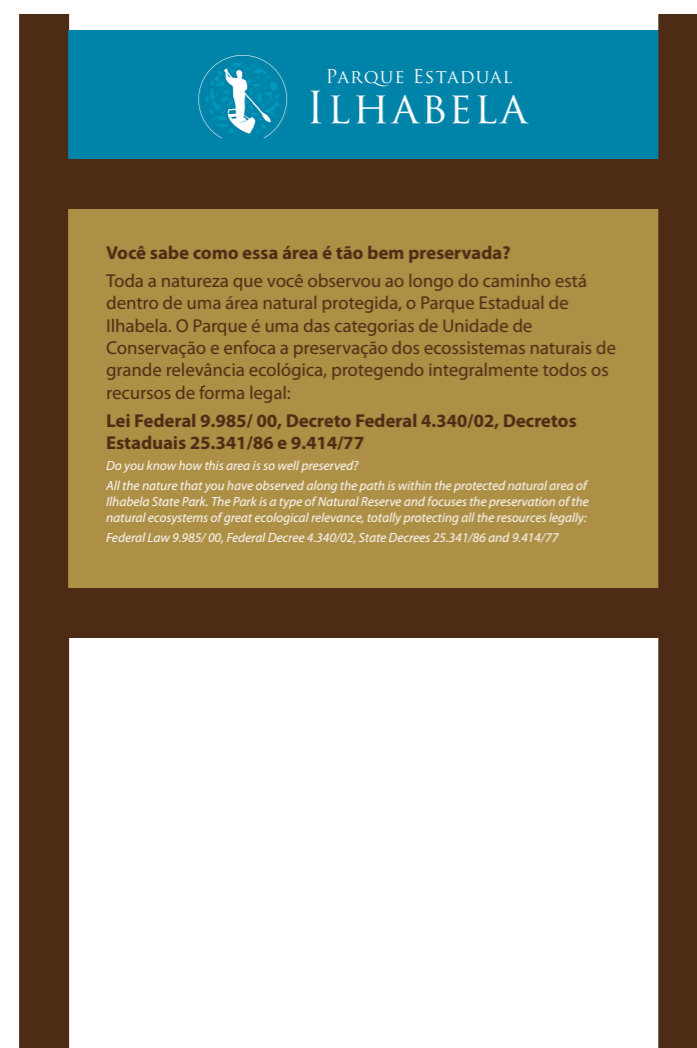 PARQUE ESTADUAL
ILHABELA
Você sabe como essa área é tão bem preservada?
Toda a natureza que você observou ao longo do caminho está
dentro de uma área natural protegida, o Parque Estadual de
Ilhabela. O Parque é uma das categorias de Unidade de
Conservação e enfoca a preservação dos ecossistemas naturais de
grande relevância ecológica, protegendo integralmente todos os
recursos de forma legal:
Lei Federal 9.985/ 00, Decreto Federal 4.340/02, Decretos
Estaduais 25.341/86 e 9.414/77
Do you know how this area is so well preserved?
All the nature that you have observed along the path is within the protected natural area of
Ilhabela State Park. The Park is a type of Natural Reserve and focuses the preservation of the
natural ecosystems of great ecological relevance, totally protecting all the resources legally:
Federal Law 9.985/ 00, Federal Decree 4.340/02, State Decrees 25.341/86 and 9.414/77